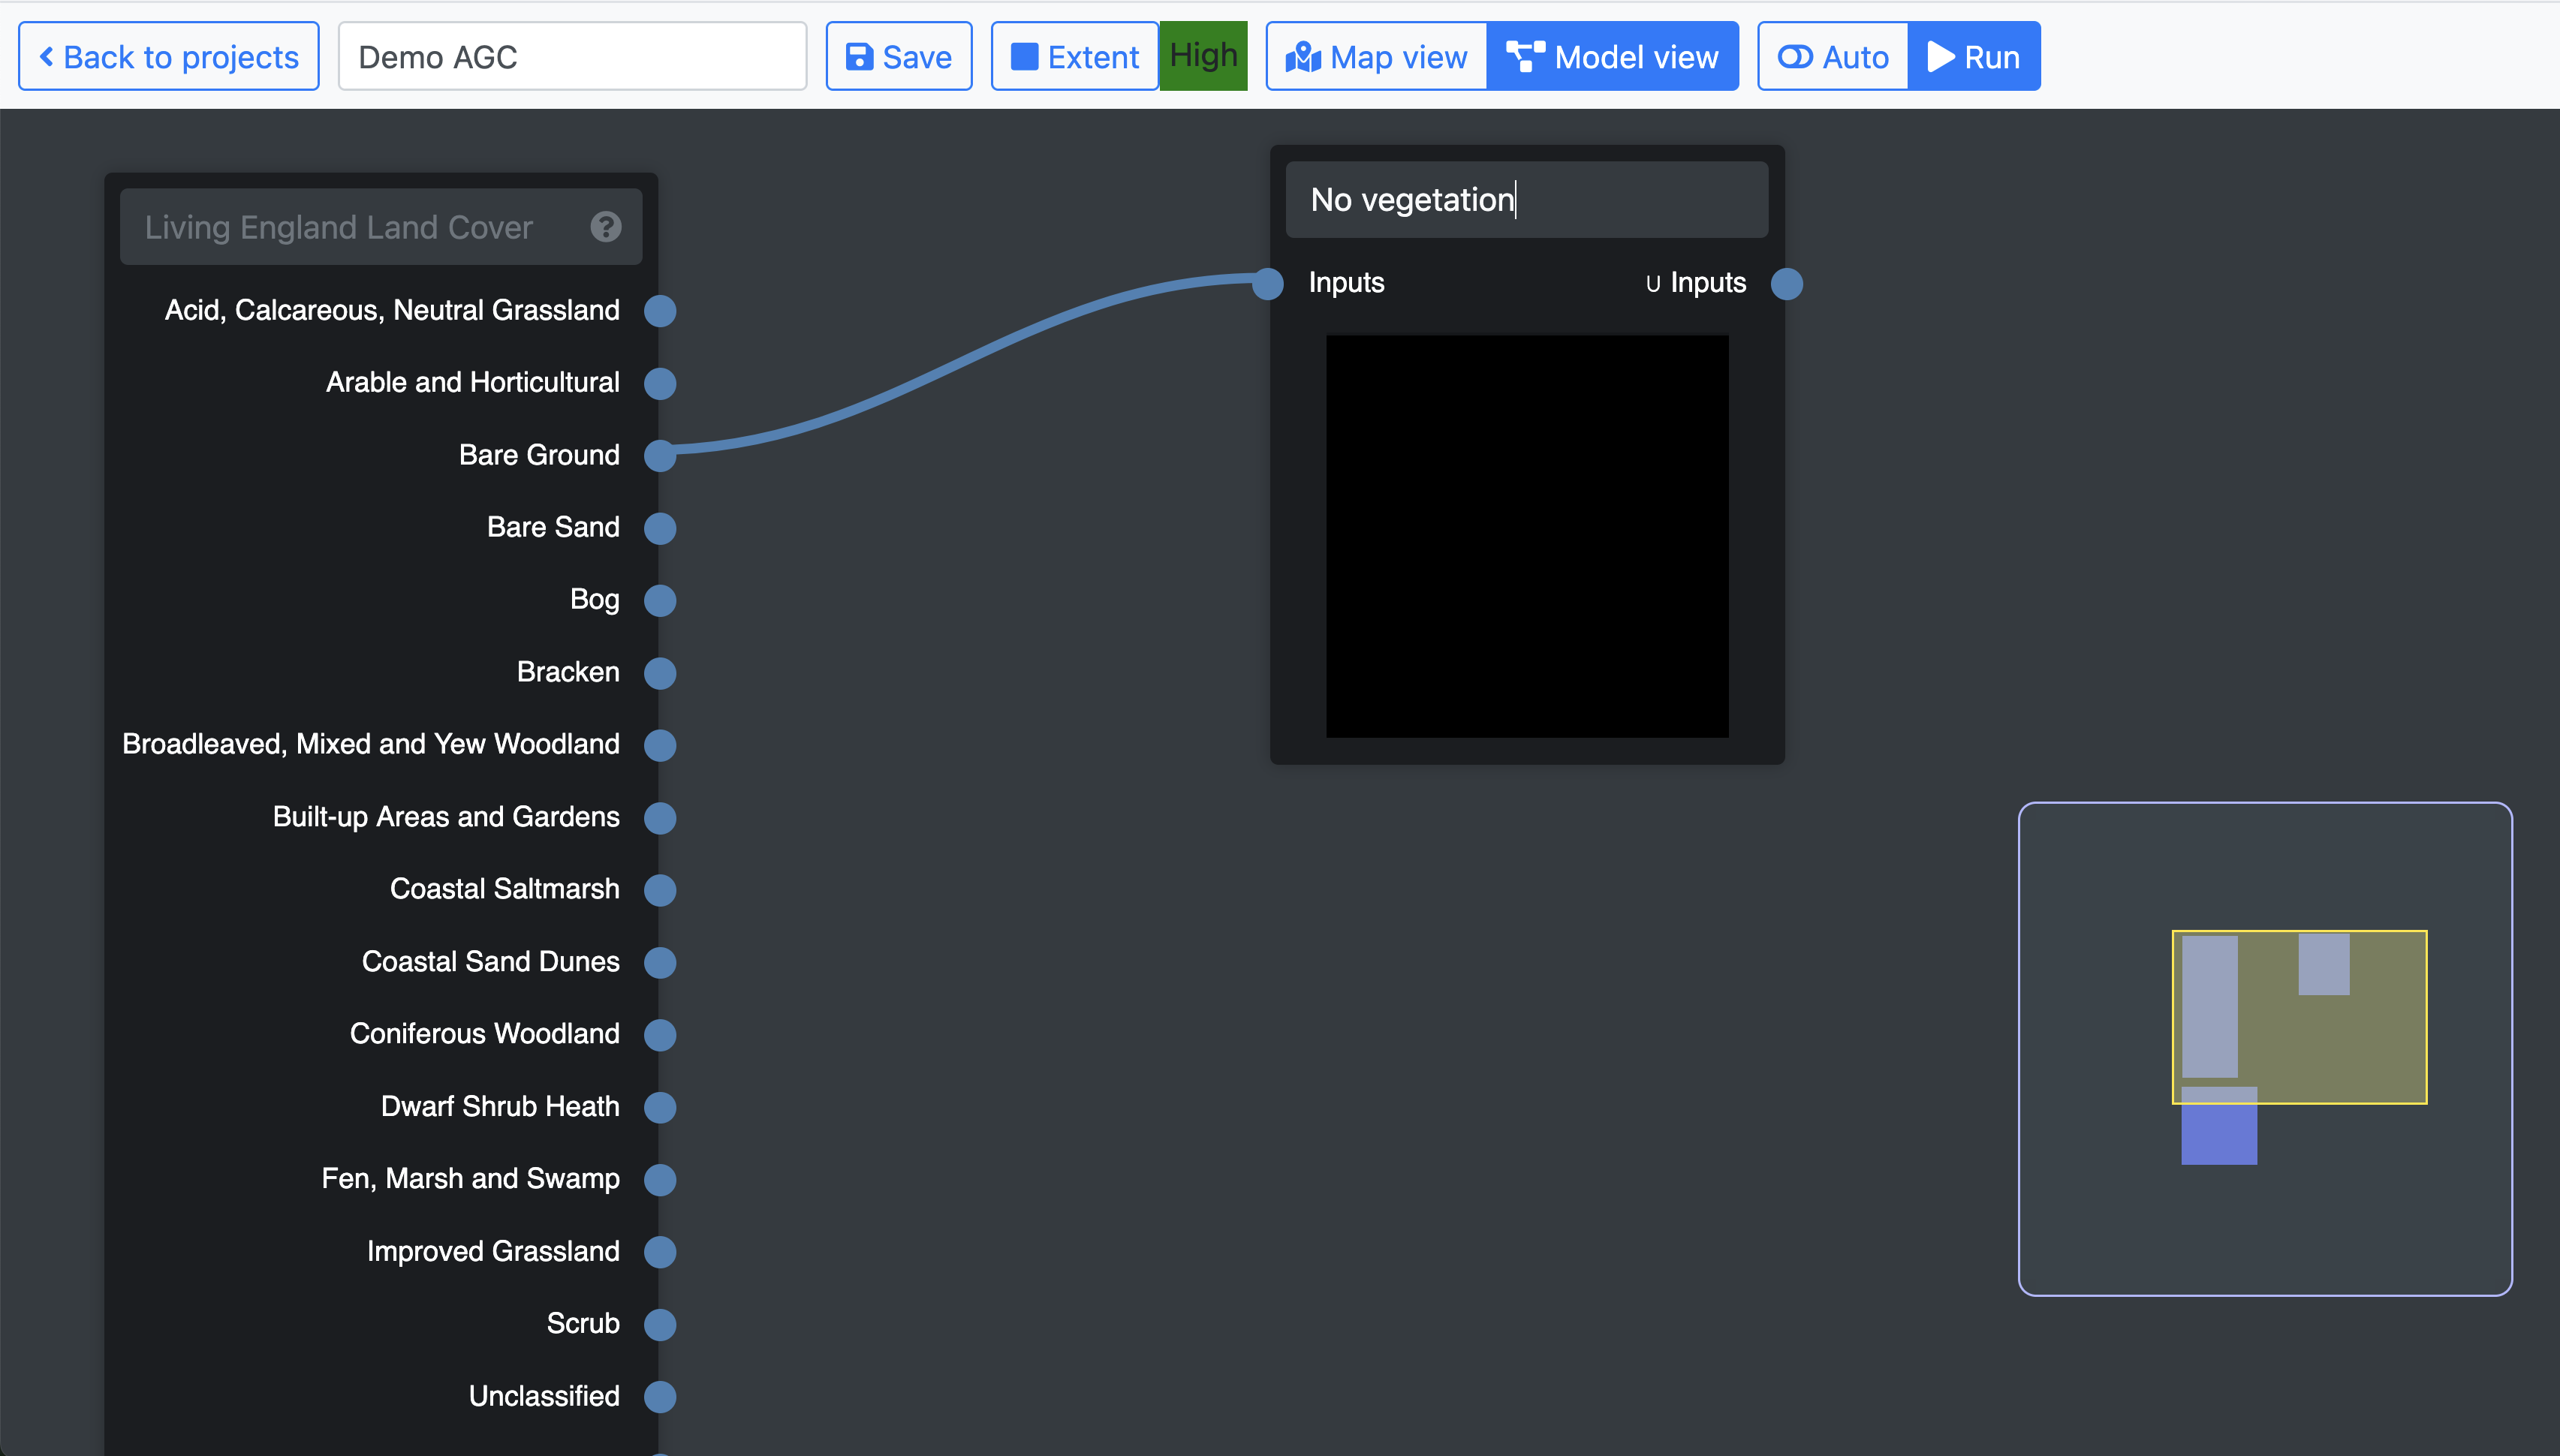 Back to projects
Demo AGC
Save
Extent
High
Map view
Model view
Auto
Run
Living England Land Cover
Acid, Calcareous, Neutral Grassland
Arable and Horticultural
Bare Ground
Bare Sand
Bog
Bracken
Broadleaved, Mixed and Yew Woodland
Built-up Areas and Gardens
Coastal Saltmarsh
Coastal Sand Dunes
Coniferous Woodland
Dwarf Shrub Heath
Fen, Marsh and Swamp
Improved Grassland
Scrub
Unclassified
No vegetation
Inputs
∪ Inputs